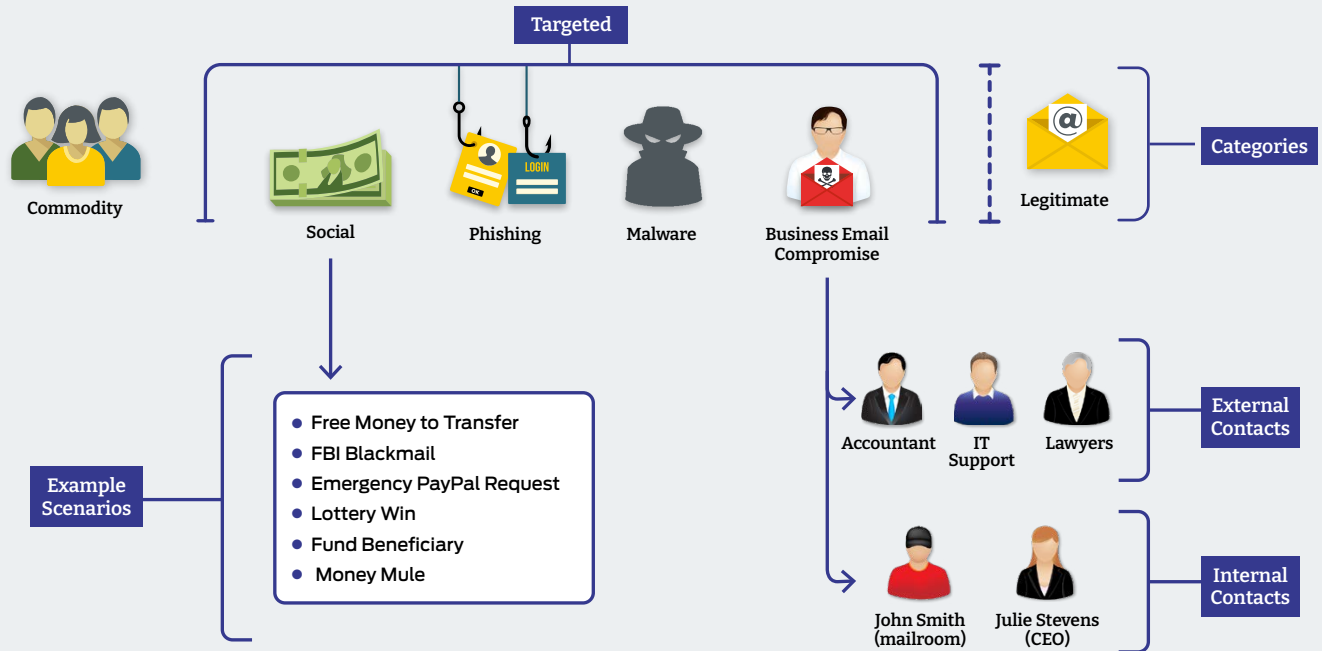 Targeted
Categories
Commodity
Social
OK
LOGIN
Phishing
Malware
Business Email
Compromise
@
Legitimate
Example
Scenarios
Free Money to Transfer
FBI Blackmail
Emergency PayPal Request
Lottery Win
Fund Beneficiary
Money Mule
Accountant
IT
Support
Lawyers
External
Contacts
John Smith
(mailroom)
Julie Stevens
(CEO)
Internal
Contacts